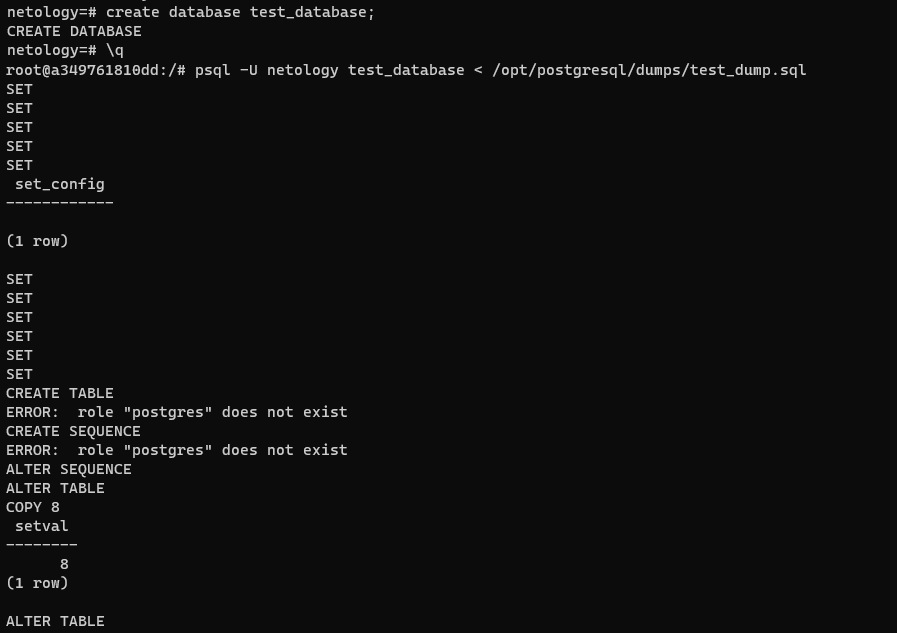 netology=# create database test_database;
CREATE DATABASE
netology=# \q
root@a349761810dd:/# psql -U netology test_database < /opt/postgresql/dumps/test_dump.sql
SET
SET
SET
SET
SET
 set_config
------------

(1 row)

SET
SET
SET
SET
SET
SET
CREATE TABLE
ERROR:  role "postgres" does not exist
CREATE SEQUENCE
ERROR:  role "postgres" does not exist
ALTER SEQUENCE
ALTER TABLE
COPY 8
 setval
--------
      8
(1 row)

ALTER TABLE